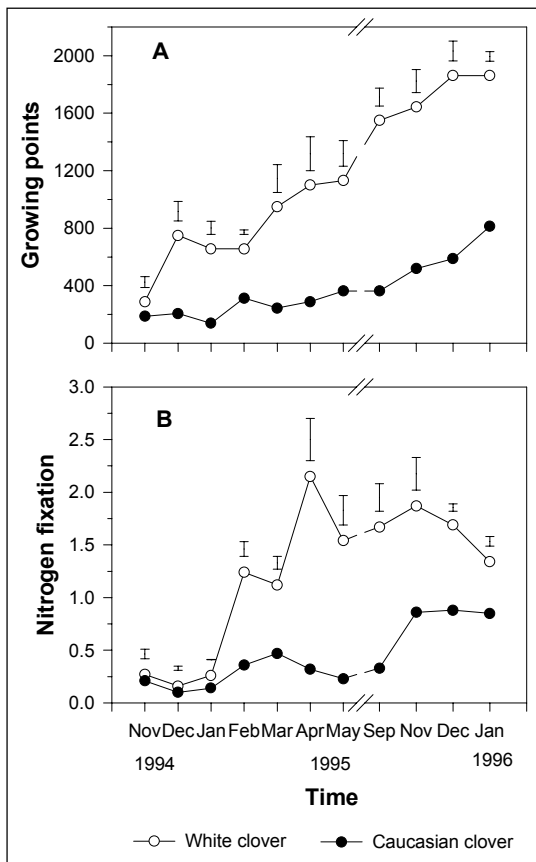 A
Growing points
2000
1600
1200
800
400
0
B
Nitrogen fixation
3.0
2.5
2.0
1.5
1.0
0.5
0.0
Nov Dec Jan Feb Mar Apr May Sep Nov Dec Jan
1994 1995 1996
Time
White clover Caucasian clover